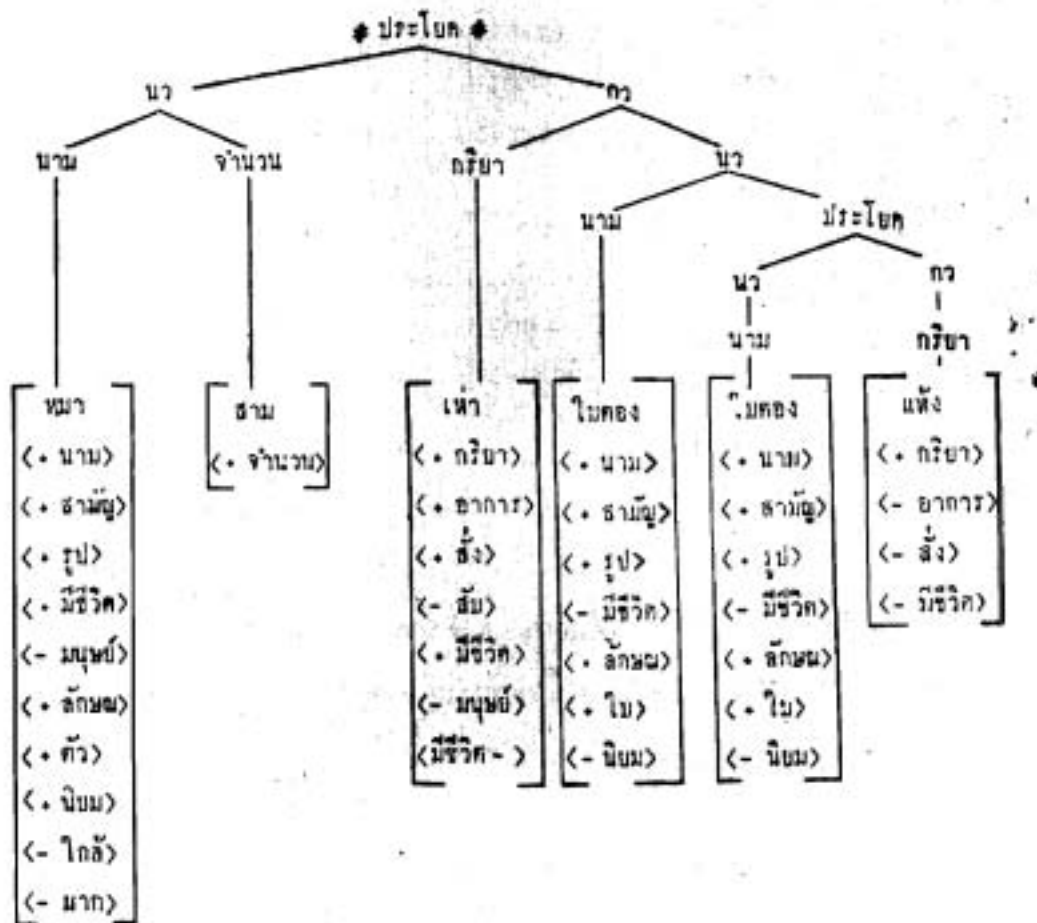 # ประโยค #
นว กว
นาม จำนวน กริยา นว
นาม ประโยค
นว กว
นาม กริยา
หมา สาม เห่า ใบตอง ใบตอง แห้ง
<+ นาม> <+ จำนวน> <+ กริยา> <+ นาม> <+ นาม> <+ กริยา>
<+ สามัญ> <+ อาการ> <+ สามัญ> <+ สามัญ> <- อาการ>
<+ รูป> <+ สั่ง> <+ รูป> <+ รูป> <- สั่ง>
<+ มีชีวิต> <- สับ> <- มีชีวิต> <- มีชีวิต> <- มีชีวิต>
<- มนุษย์> <+ มีชีวิต> <+ ลักษณ> <+ ลักษณ>
<+ ลักษณ> <- มนุษย์> <+ ใบ> <+ ใบ>
<+ ตัว> <มีชีวิต -> <- นิยม> <- นิยม>
<+ นิยม>
<- ใกล้>
<- มาก>